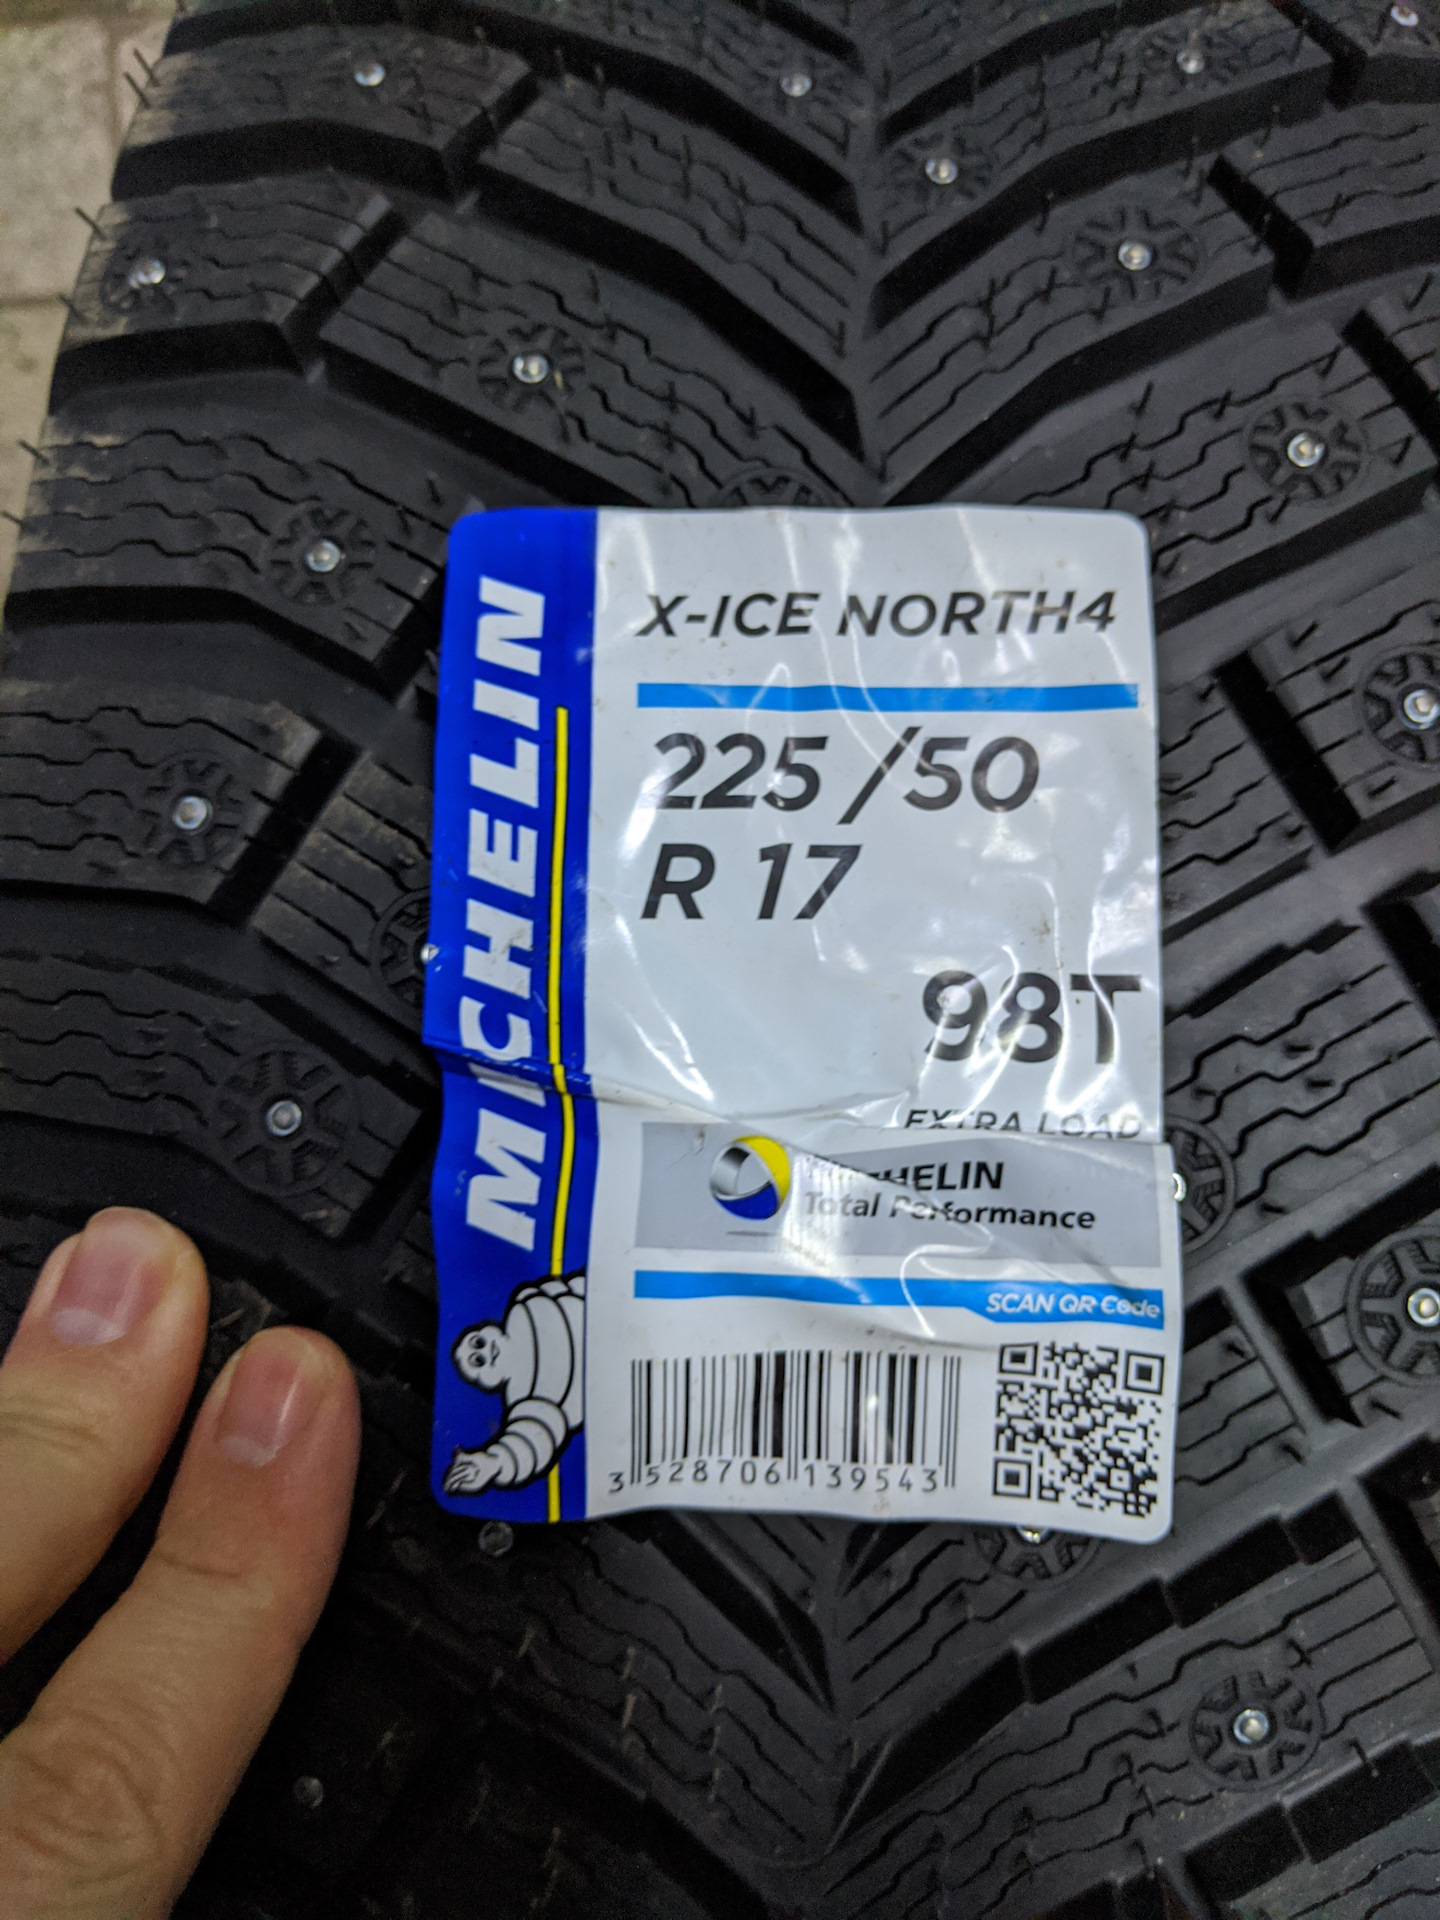 MICHELIN
X-ICE NORTH4
225/50
R 17
98T
EXTRA LOAD
MICHELIN
Total Performance
SCAN QR Code
3 528706 139543